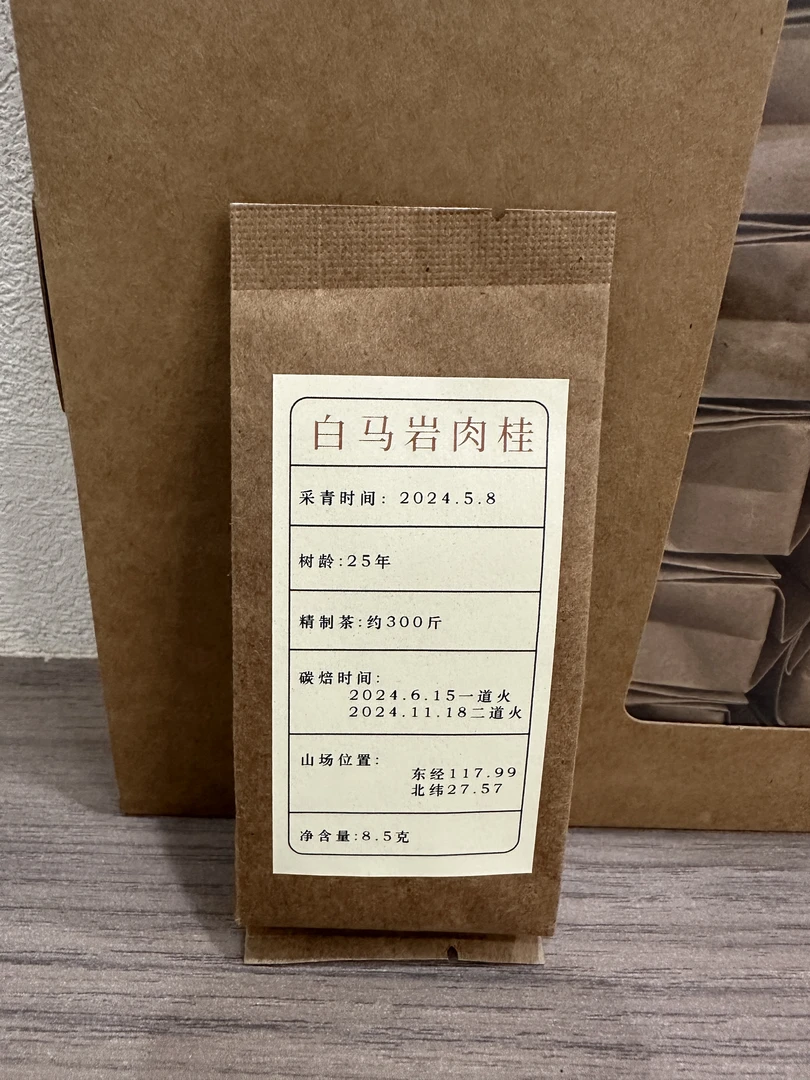 白马岩肉桂
采青时间: 2024.5.8
树龄:25年
精制茶:约300斤
碳焙时间:
2024.6.15一道火
2024.11.18二道火
山场位置:
东经117.99
北纬27.57
净含量:8.5克